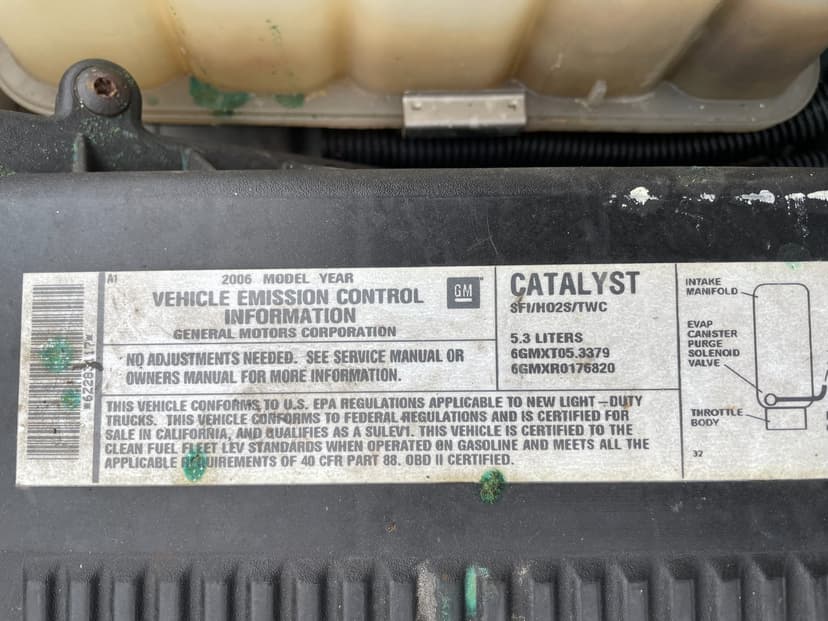 A1
2006 MODEL YEAR
VEHICLE EMISSION CONTROL
INFORMATION
GENERAL MOTORS CORPORATION
GM
NO ADJUSTMENTS NEEDED. SEE SERVICE MANUAL OR
OWNERS MANUAL FOR MORE INFORMATION.
CATALYST
SFI/HO2S/TWC
5.3 LITERS
6GMXT05.3379
6GMXR0176820
THIS VEHICLE CONFORMS TO U.S. EPA REGULATIONS APPLICABLE TO NEW LIGHT-DUTY
TRUCKS. THIS VEHICLE CONFORMS TO FEDERAL REGULATIONS AND IS CERTIFIED FOR
SALE IN CALIFORNIA, AND QUALIFIES AS A SULEV1. THIS VEHICLE IS CERTIFIED TO THE
CLEAN FUEL FLEET LEV STANDARDS WHEN OPERATED ON GASOLINE AND MEETS ALL THE
APPLICABLE REQUIREMENTS OF 40 CFR PART 88. OBD II CERTIFIED.
INTAKE
MANIFOLD
EVAP
CANISTER
PURGE
SOLENOID
VALVE
THROTTLE
BODY
32